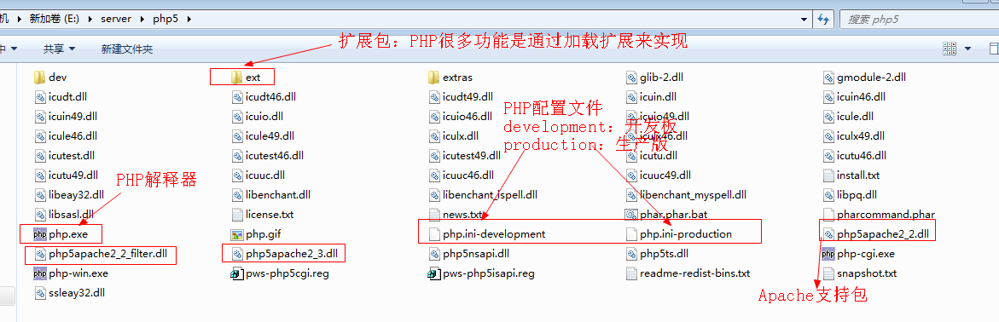 机 ▸ 新加卷 (E:) ▸ server ▸ php5 ▸ 搜索 php5
中 共享 新建文件夹
扩展包：PHP很多功能是通过加载扩展来实现
dev ext extras glib-2.dll gmodule-2.dll
icudt.dll icudt46.dll icudt49.dll icuin.dll icuin46.dll
PHP配置文件
icuin49.dll icuio.dll icuio46.dll icuio49.dll icule.dll
development：开发板
icule46.dll icule49.dll iculx.dll iculx46.dll iculx49.dll
production：生产版
icutest.dll icutest46.dll icutest49.dll icutu.dll icutu46.dll
icutu49.dll icuuc.dll icuuc46.dll icuuc49.dll install.txt
PHP解释器
libeay32.dll libenchant.dll libenchant_ispell.dll libenchant_myspell.dll libpq.dll
libsasl.dll license.txt news.txt phar.phar.bat pharcommand.phar
php.exe php.gif php.ini-development php.ini-production php5apache2_2.dll
php5apache2_2_filter.dll php5apache2_3.dll php5nsapi.dll php5ts.dll php-cgi.exe
php-win.exe pws-php5cgi.reg pws-php5isapi.reg readme-redist-bins.txt snapshot.txt
ssleay32.dll
Apache支持包